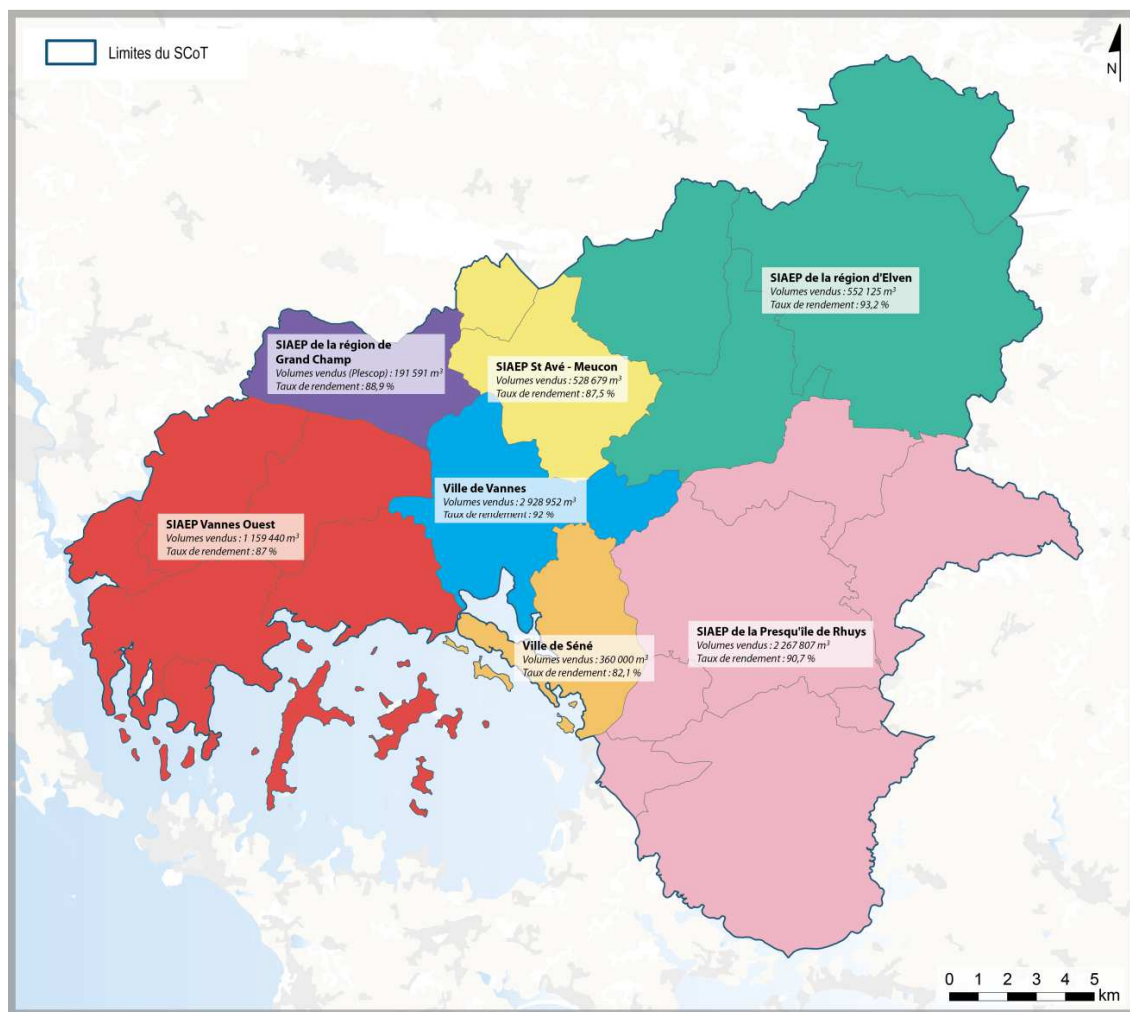 Limites du SCoT
N
SIAEP de la région d'Elven
Volumes vendus : 552 125 m³
Taux de rendement : 93,2 %
SIAEP de la région de
Grand Champ
Volumes vendus (Plescop) : 191 591 m³
Taux de rendement : 88,9 %
SIAEP St Avé - Meucon
Volumes vendus : 528 679 m³
Taux de rendement : 87,5 %
Ville de Vannes
Volumes vendus : 2 928 952 m³
Taux de rendement : 92 %
SIAEP Vannes Ouest
Volumes vendus : 1 159 440 m³
Taux de rendement : 87 %
Ville de Séné
Volumes vendus : 360 000 m³
Taux de rendement : 82,1 %
SIAEP de la Presqu'île de Rhuys
Volumes vendus : 2 267 807 m³
Taux de rendement : 90,7 %
0 1 2 3 4 5
km